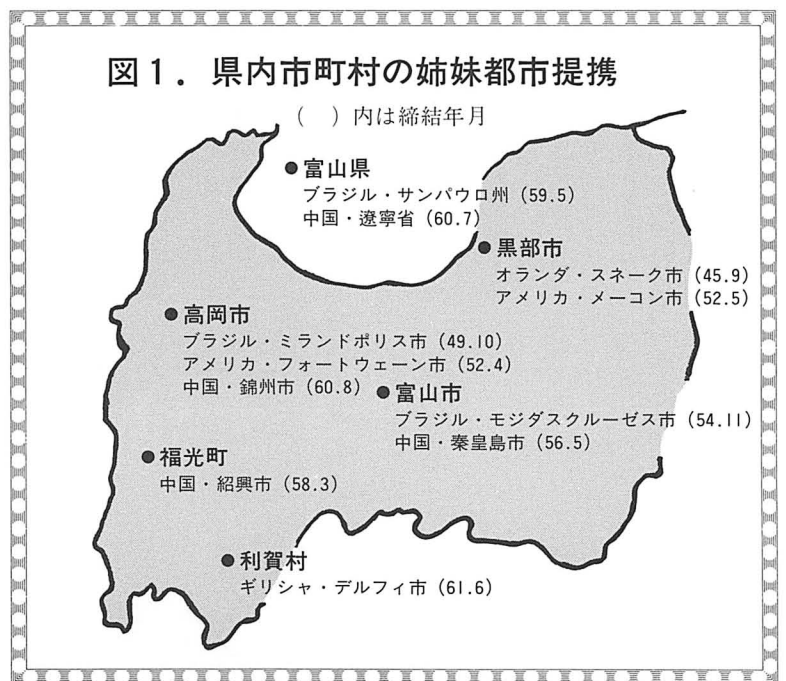 図1．県内市町村の姉妹都市提携
（　）内は締結年月
●富山県
ブラジル・サンパウロ州（59.5）
中国・遼寧省（60.7）
●黒部市
オランダ・スネーク市（45.9）
アメリカ・メーコン市（52.5）
●高岡市
ブラジル・ミランドポリス市（49.10）
アメリカ・フォートウェーン市（52.4）
中国・錦州市（60.8）
●富山市
ブラジル・モジダスクルーゼス市（54.11）
中国・秦皇島市（56.5）
●福光町
中国・紹興市（58.3）
●利賀村
ギリシャ・デルフィ市（61.6）